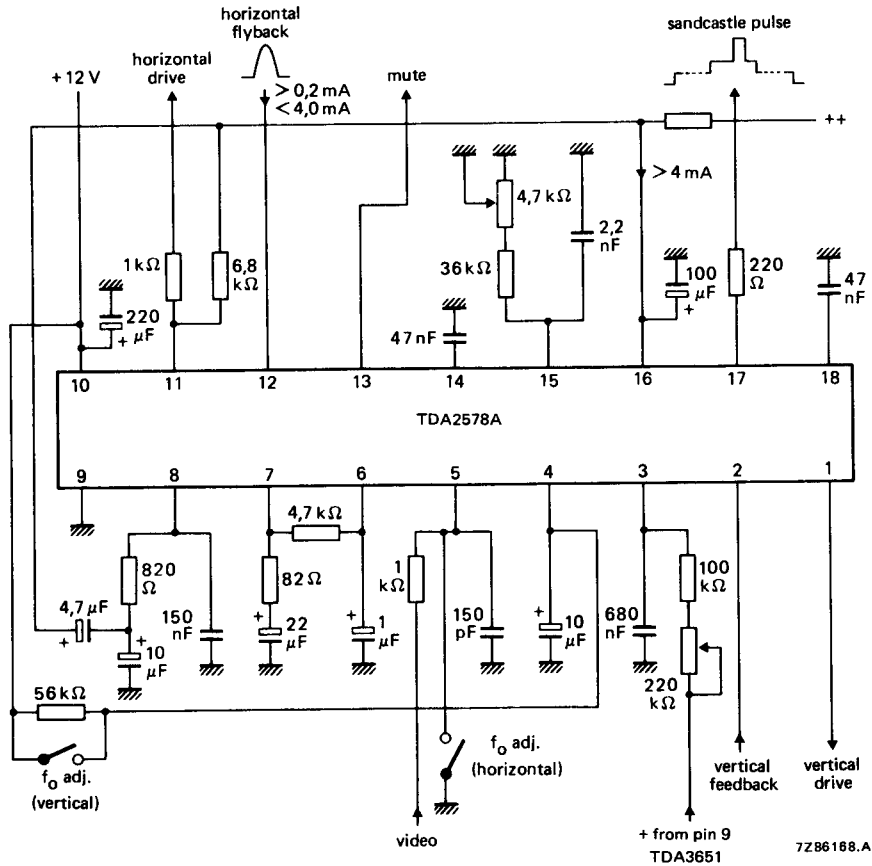 horizontal
flyback
sandcastle pulse
horizontal
drive
+12 V
mute
> 0,2 mA
< 4,0 mA
++
> 4 mA
4,7 kΩ
2,2
nF
1 kΩ
6,8
kΩ
36 kΩ
100
μF
+
220
Ω
47
nF
220
μF
+
47 nF
10
11
12
13
14
15
16
17
18
TDA2578A
9
8
7
6
5
4
3
2
1
4,7 kΩ
820
Ω
82 Ω
1
kΩ
100
kΩ
4,7 μF
+
+
10
μF
150
nF
+
22
μF
+
1
μF
150
pF
+
10
μF
680
nF
220
kΩ
56 kΩ
fo adj.
(vertical)
fo adj.
(horizontal)
vertical
feedback
vertical
drive
video
+ from pin 9
TDA3651
7Z86168.A